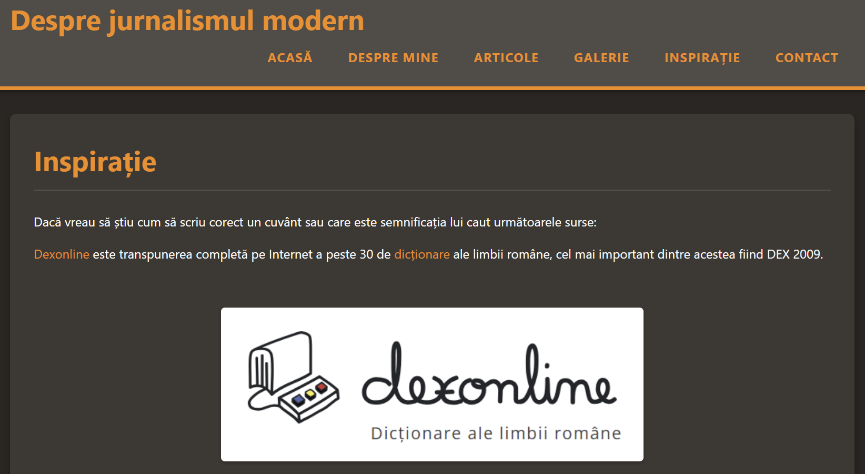 Despre jurnalismul modern
ACASĂ DESPRE MINE ARTICOLE GALERIE INSPIRAȚIE CONTACT
Inspirație
Dacă vreau să știu cum să scriu corect un cuvânt sau care este semnificația lui caut următoarele surse:
Dexonline este transpunerea completă pe Internet a peste 30 de dicționare ale limbii române, cel mai important dintre acestea fiind DEX 2009.
dexonline
Dicționare ale limbii române